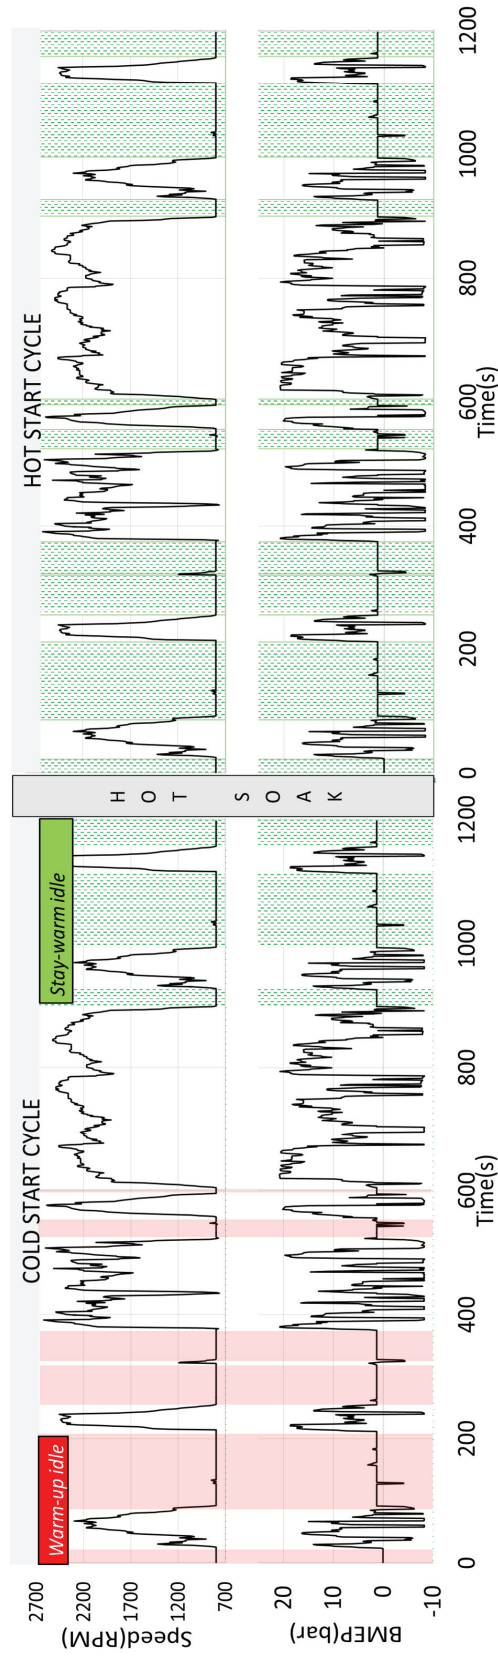 COLD START CYCLE
HOT START CYCLE
Warm-up idle
Stay-warm idle
HOT SOAK
Speed(RPM)
2700
2200
1700
1200
700
BMEP(bar)
20
10
0
-10
0 200 400 600 800 1000 1200
Time(s)
0 200 400 600 800 1000 1200
Time(s)